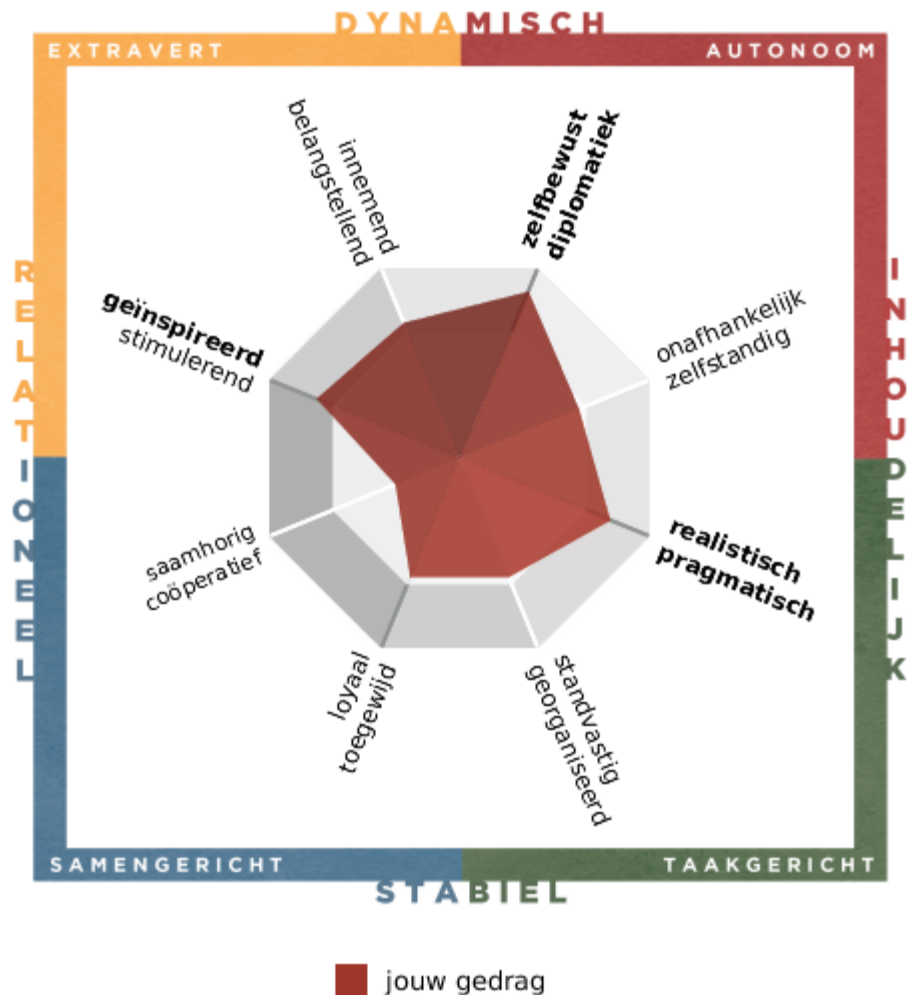 DYNAMISCH
EXTRAVERT
AUTONOOM
innemend
belangstellend
zelfbewust
diplomatiek
geïnspireerd
stimulerend
onafhankelijk
zelfstandig
RELATIONEEL
INHOUDELIJK
saamhorig
coöperatief
realistisch
pragmatisch
loyaal
toegewijd
standvastig
georganiseerd
SAMENGERICHT
TAAKGERICHT
STABIEL
jouw gedrag